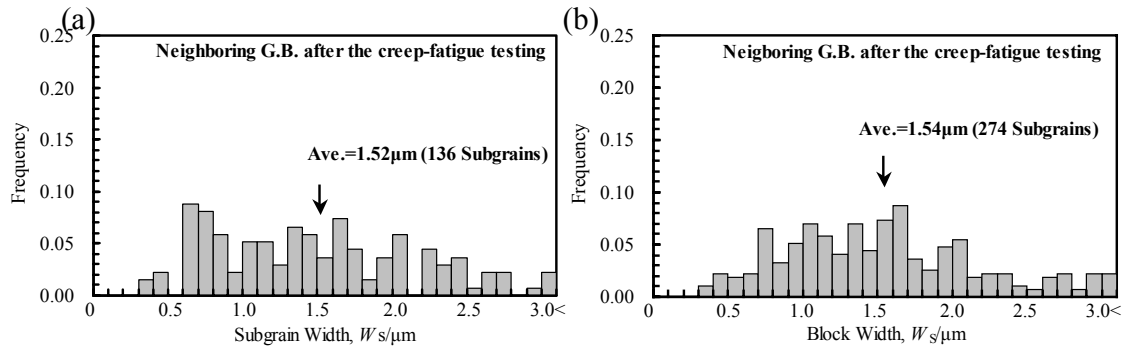 (a)
Neighboring G.B. after the creep-fatigue testing
Ave.=1.52μm (136 Subgrains)
Frequency
0.25
0.20
0.15
0.10
0.05
0.00
0 0.5 1.0 1.5 2.0 2.5 3.0<
Subgrain Width, Ws/μm
(b)
Neigboring G.B. after the creep-fatigue testing
Ave.=1.54μm (274 Subgrains)
Frequency
0.25
0.20
0.15
0.10
0.05
0.00
0 0.5 1.0 1.5 2.0 2.5 3.0<
Block Width, Ws/μm